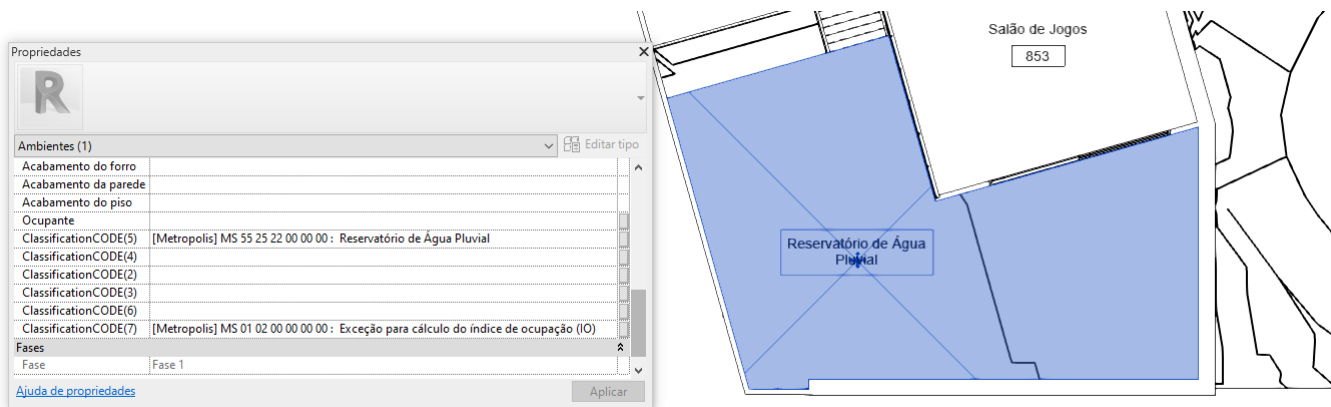 Propriedades
R
Ambientes (1)
Editar tipo
Acabamento do forro
Acabamento da parede
Acabamento do piso
Ocupante
ClassificationCODE(5) [Metropolis] MS 55 25 22 00 00 00 : Reservatório de Água Pluvial
ClassificationCODE(4)
ClassificationCODE(2)
ClassificationCODE(3)
ClassificationCODE(6)
ClassificationCODE(7) [Metropolis] MS 01 02 00 00 00 00 : Exceção para cálculo do índice de ocupação (IO)
Fases
Fase Fase 1
Ajuda de propriedades
Aplicar
Salão de Jogos
853
Reservatório de Água
Pluvial